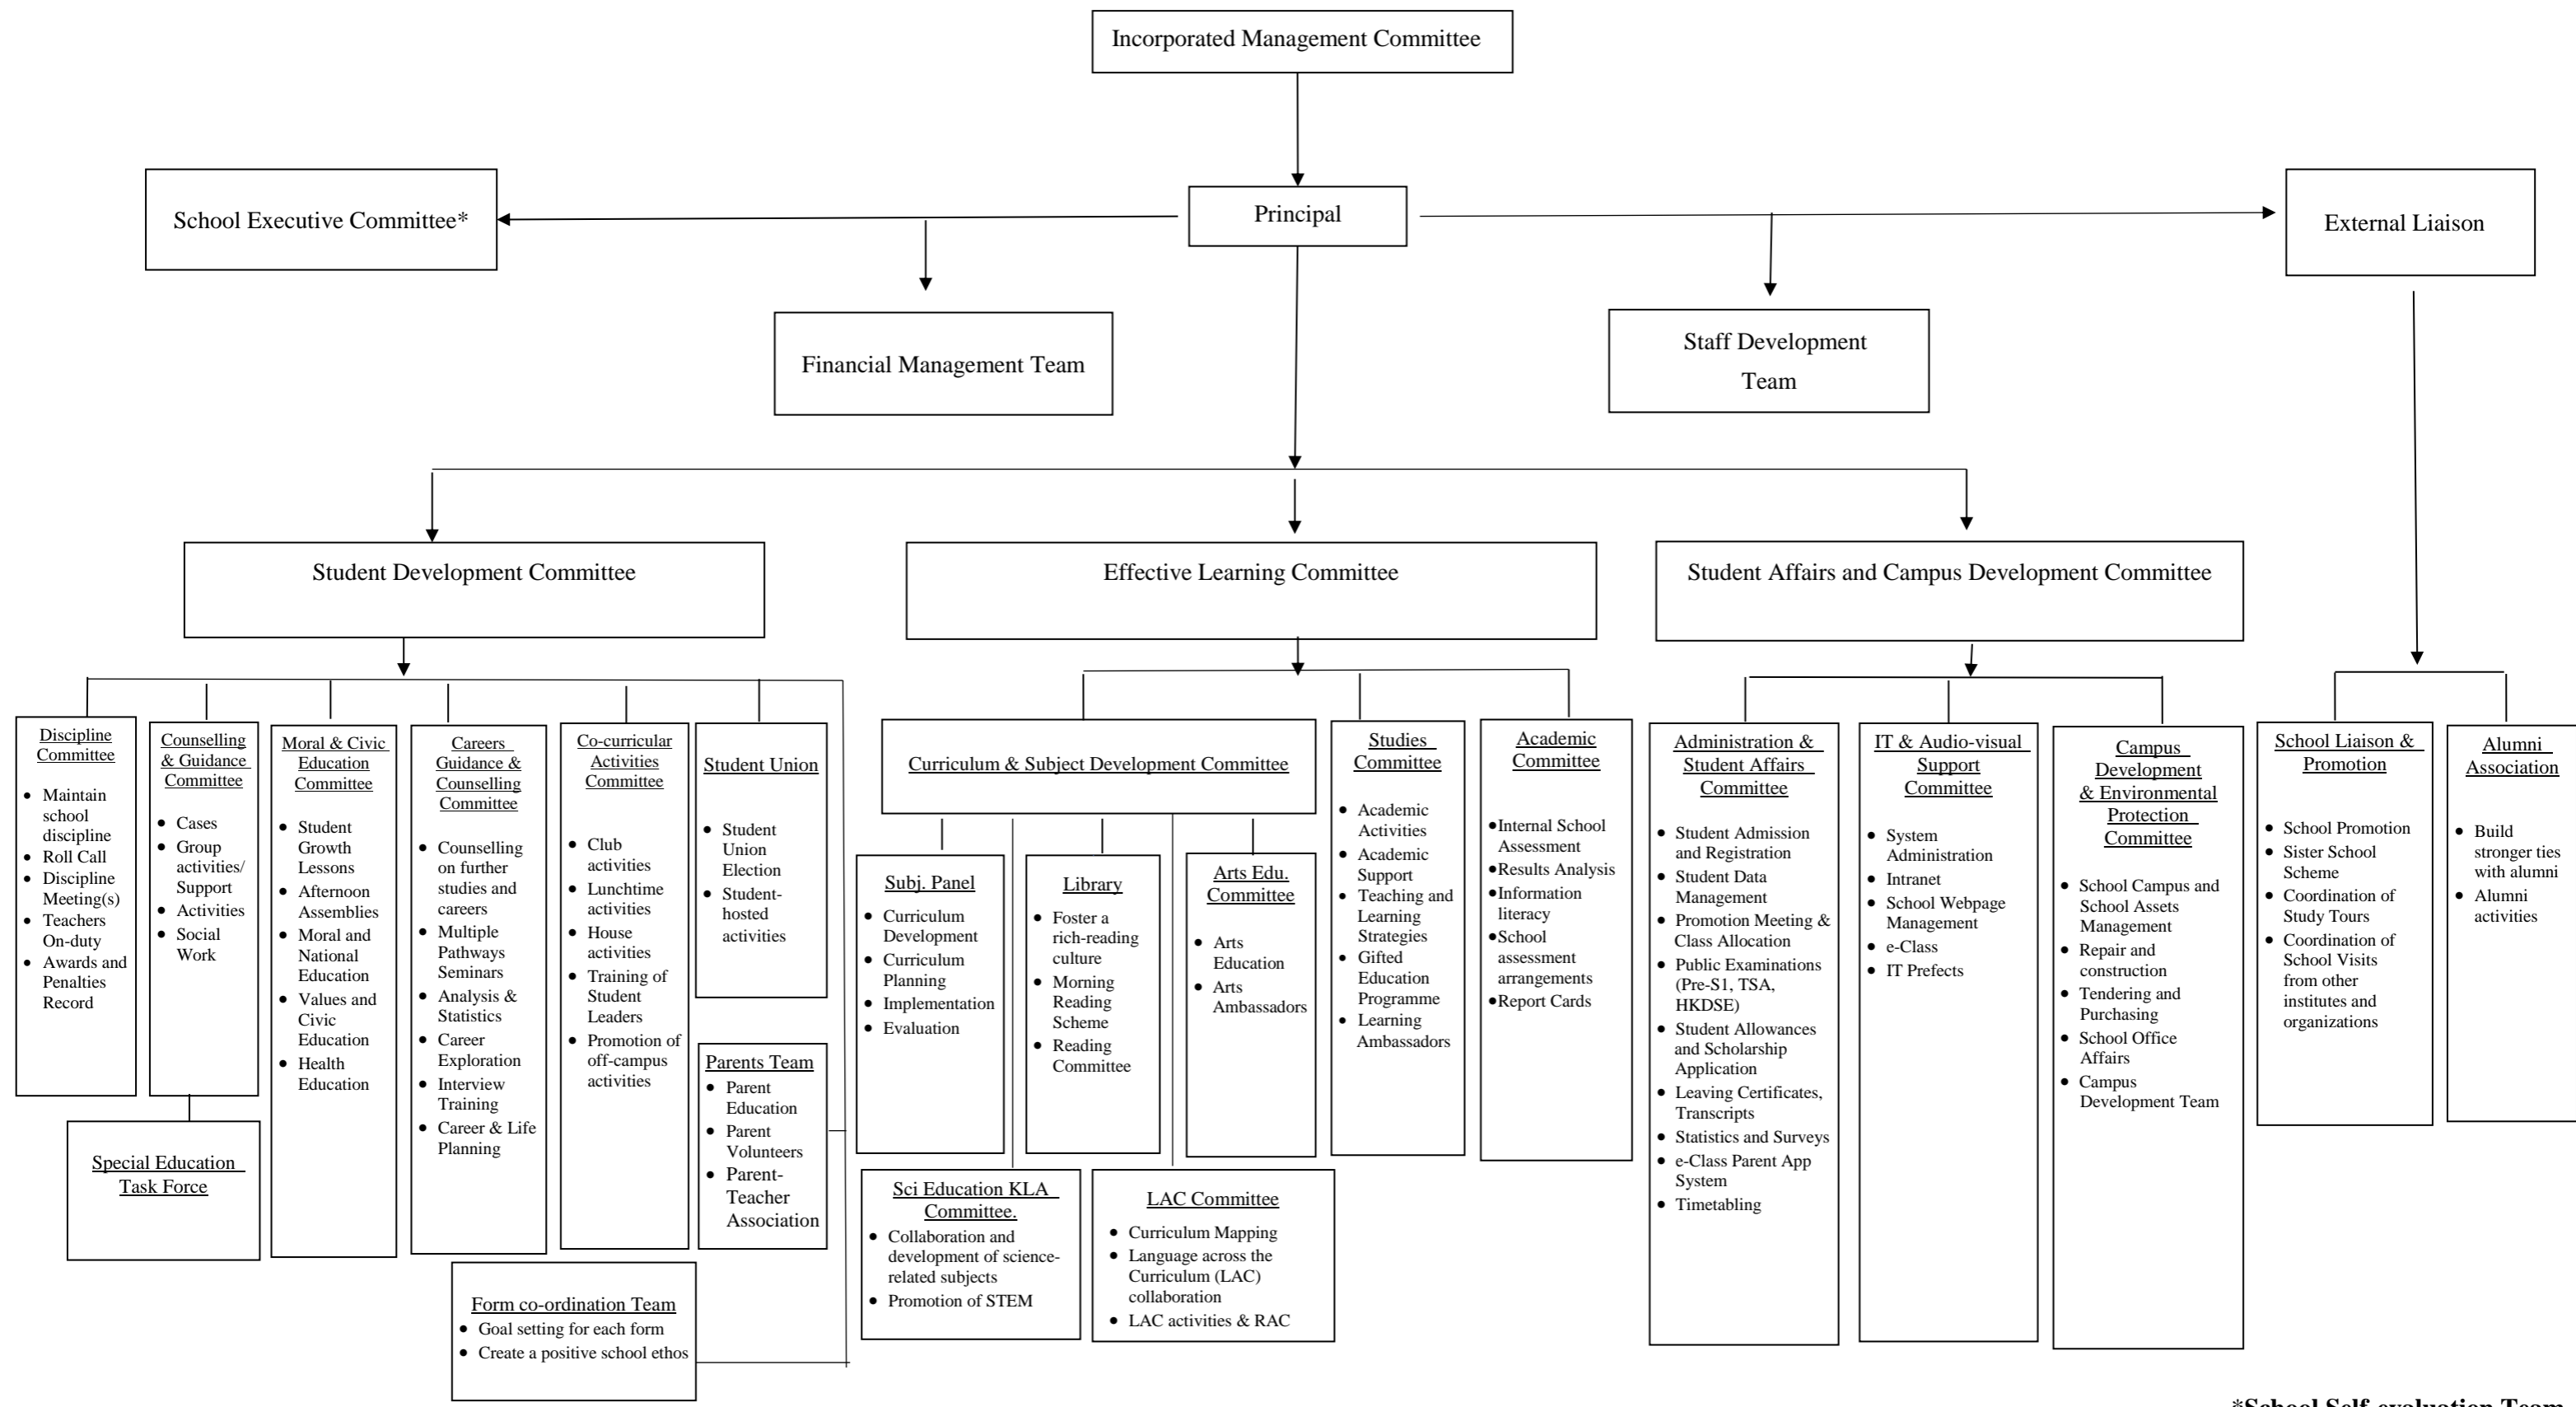 Incorporated Management Committee
School Executive Committee*
Principal
External Liaison
Financial Management Team
Staff Development
Team
Student Development Committee
Effective Learning Committee
Student Affairs and Campus Development Committee
Discipline
Committee
• Maintain
school
discipline
• Roll Call
• Discipline
Meeting(s)
• Teachers
On-duty
• Awards and
Penalties
Record
Counselling
& Guidance
Committee
• Cases
• Group
activities/
Support
• Activities
• Social
Work
Special Education
Task Force
Moral & Civic
Education
Committee
• Student
Growth
Lessons
• Afternoon
Assemblies
• Moral and
National
Education
• Values and
Civic
Education
• Health
Education
Careers
Guidance &
Counselling
Committee
• Counselling
on further
studies and
careers
• Multiple
Pathways
Seminars
• Analysis &
Statistics
• Career
Exploration
• Interview
Training
• Career & Life
Planning
Co-curricular
Activities
Committee
• Club
activities
• Lunchtime
activities
• House
activities
• Training of
Student
Leaders
• Promotion of
off-campus
activities
Student Union
• Student
Union
Election
• Student-
hosted
activities
Parents Team
• Parent
Education
• Parent
Volunteers
• Parent-
Teacher
Association
Form co-ordination Team
• Goal setting for each form
• Create a positive school ethos
Curriculum & Subject Development Committee
Subj. Panel
• Curriculum
Development
• Curriculum
Planning
• Implementation
• Evaluation
Library
• Foster a
rich-reading
culture
• Morning
Reading
Scheme
• Reading
Committee
Arts Edu.
Committee
• Arts
Education
• Arts
Ambassadors
Sci Education KLA
Committee.
• Collaboration and
development of science-
related subjects
• Promotion of STEM
LAC Committee
• Curriculum Mapping
• Language across the
Curriculum (LAC)
collaboration
• LAC activities & RAC
Studies
Committee
• Academic
Activities
• Academic
Support
• Teaching and
Learning
Strategies
• Gifted
Education
Programme
• Learning
Ambassadors
Academic
Committee
•Internal School
Assessment
•Results Analysis
•Information
literacy
•School
assessment
arrangements
•Report Cards
Administration &
Student Affairs
Committee
• Student Admission
and Registration
• Student Data
Management
• Promotion Meeting &
Class Allocation
• Public Examinations
(Pre-S1, TSA,
HKDSE)
• Student Allowances
and Scholarship
Application
• Leaving Certificates,
Transcripts
• Statistics and Surveys
• e-Class Parent App
System
• Timetabling
IT & Audio-visual
Support
Committee
• System
Administration
• Intranet
• School Webpage
Management
• e-Class
• IT Prefects
Campus
Development
& Environmental
Protection
Committee
• School Campus and
School Assets
Management
• Repair and
construction
• Tendering and
Purchasing
• School Office
Affairs
• Campus
Development Team
School Liaison &
Promotion
• School Promotion
• Sister School
Scheme
• Coordination of
Study Tours
• Coordination of
School Visits
from other
institutes and
organizations
Alumni
Association
• Build
stronger ties
with alumni
• Alumni
activities
*School Self-evaluation Team